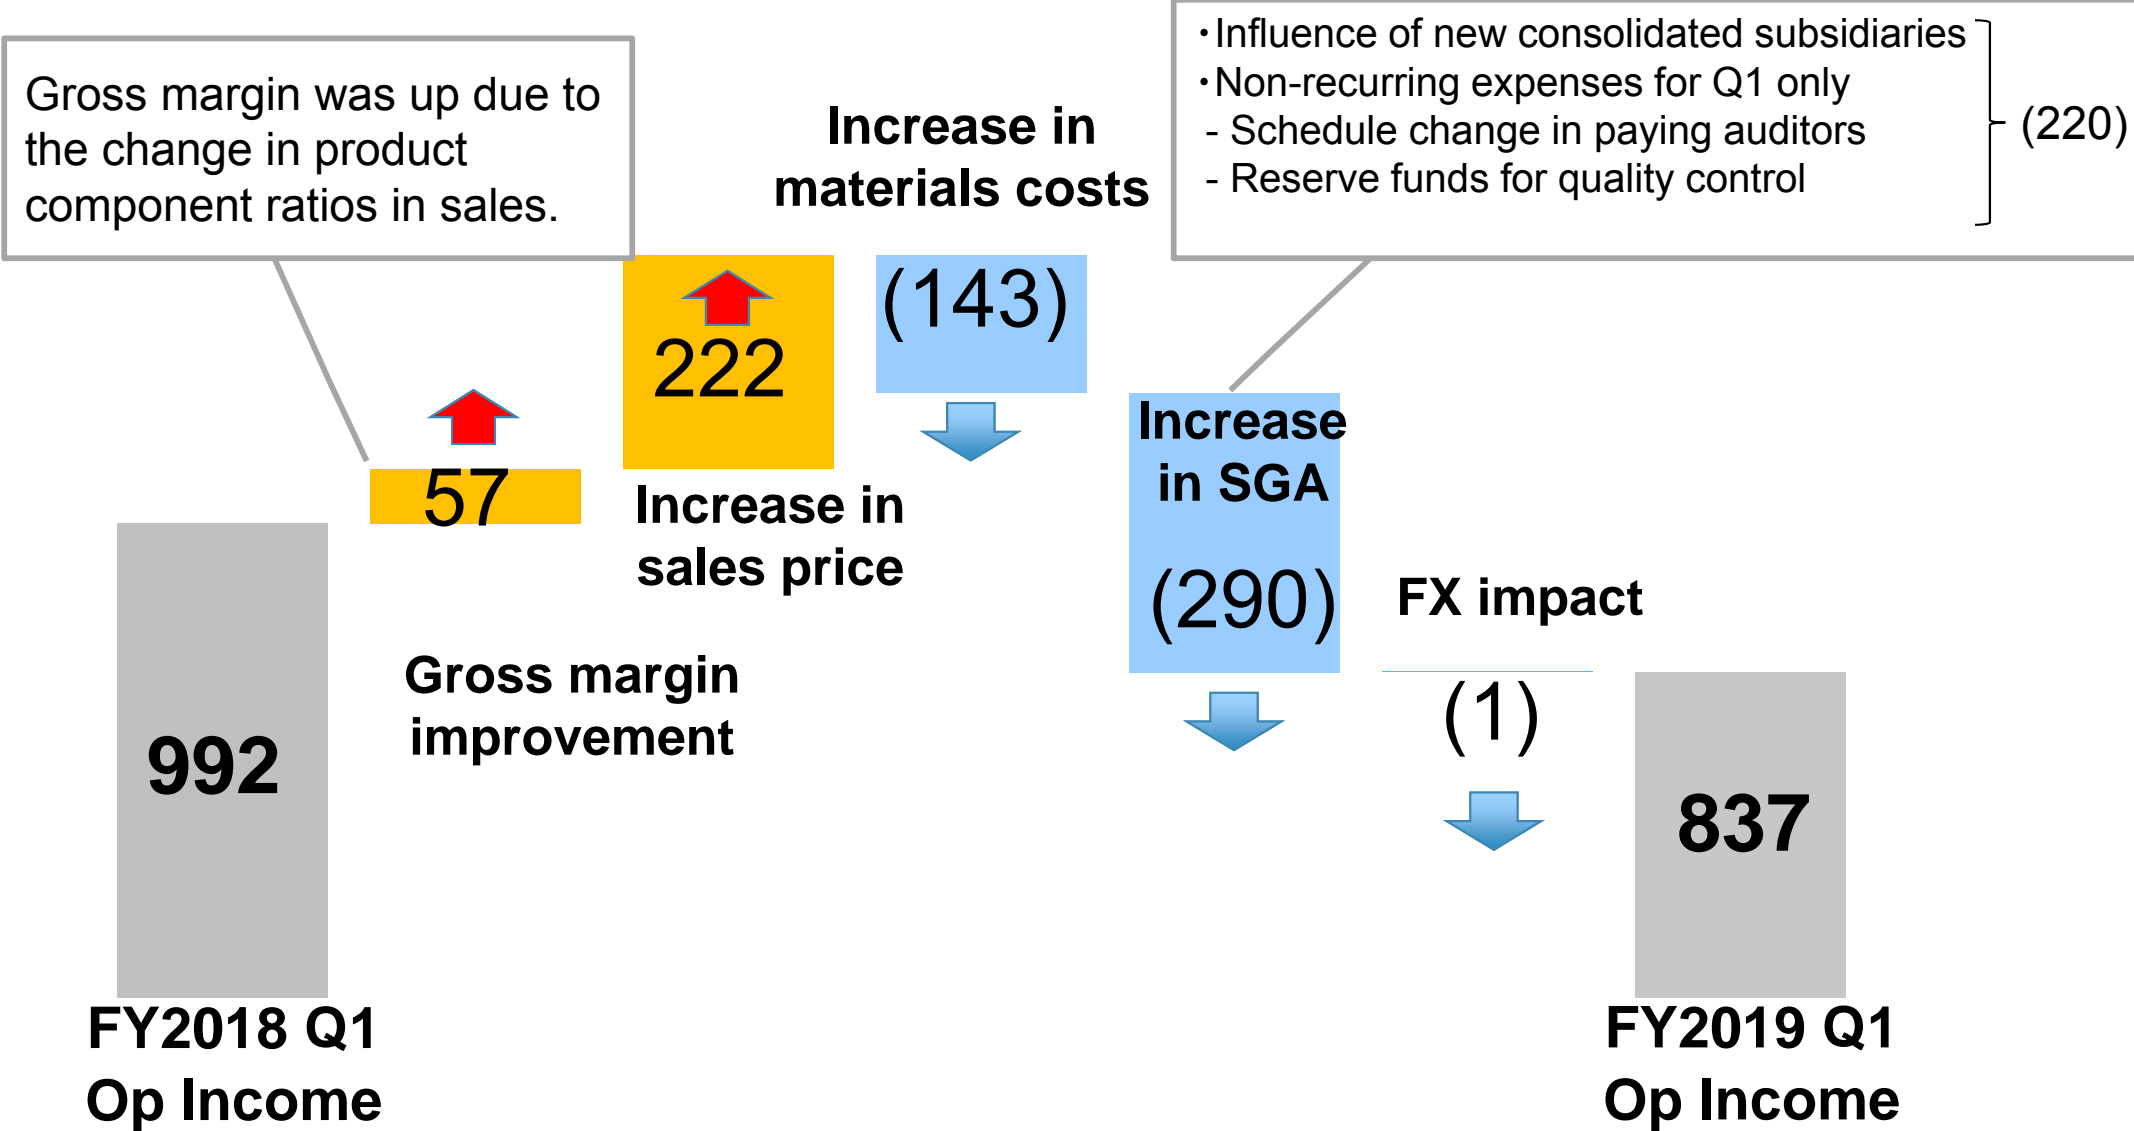 Gross margin was up due to
the change in product
component ratios in sales.
Increase in
materials costs
・Influence of new consolidated subsidiaries
・Non-recurring expenses for Q1 only
- Schedule change in paying auditors
- Reserve funds for quality control
(220)
992
57
222
(143)
Increase
in SGA
(290)
Increase in
sales price
Gross margin
improvement
FX impact
(1)
837
FY2018 Q1
Op Income
FY2019 Q1
Op Income